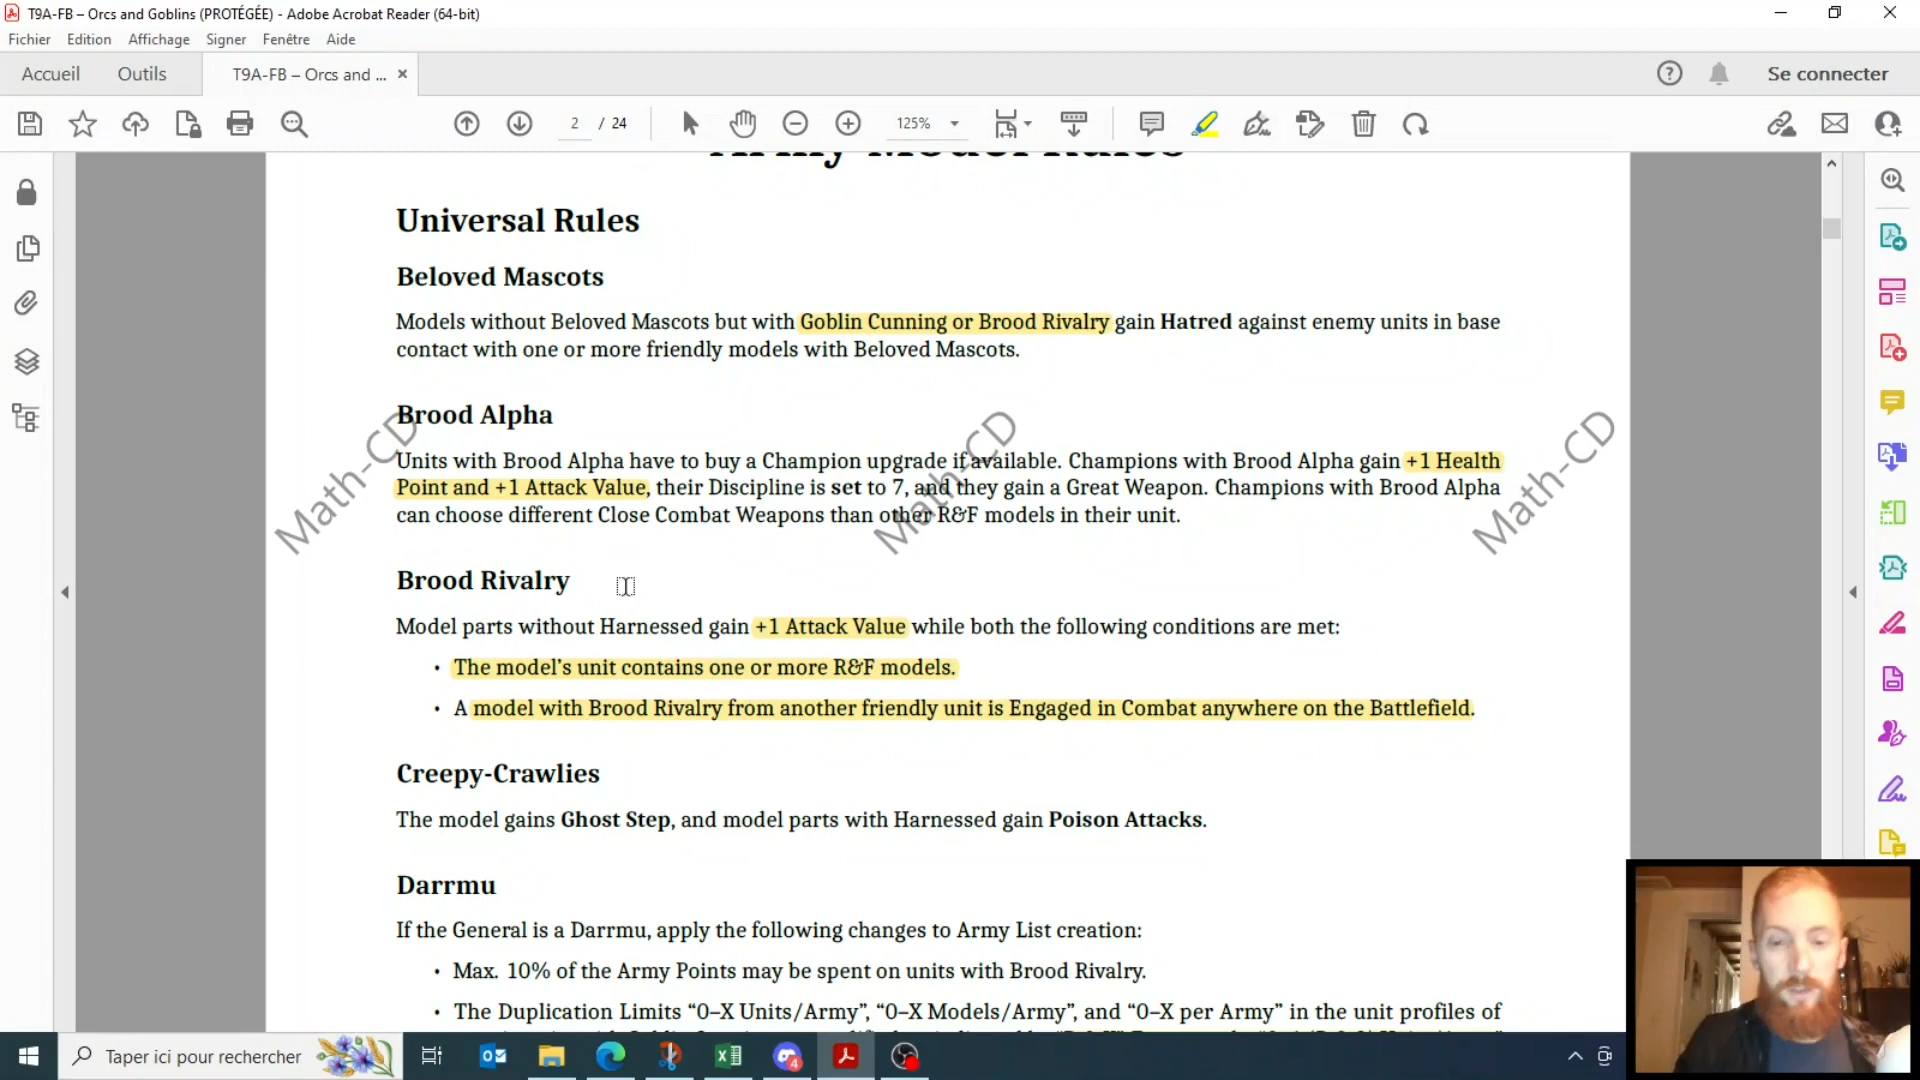 T9A-FB – Orcs and Goblins (PROTÉGÉE) - Adobe Acrobat Reader (64-bit)
Fichier Edition Affichage Signer Fenêtre Aide
Accueil Outils T9A-FB – Orcs and ... × Se connecter
2 / 24 125%
Army Model Rules
Universal Rules
Beloved Mascots
Models without Beloved Mascots but with Goblin Cunning or Brood Rivalry gain Hatred against enemy units in base
contact with one or more friendly models with Beloved Mascots.
Brood Alpha
Units with Brood Alpha have to buy a Champion upgrade if available. Champions with Brood Alpha gain +1 Health
Point and +1 Attack Value, their Discipline is set to 7, and they gain a Great Weapon. Champions with Brood Alpha
can choose different Close Combat Weapons than other R&F models in their unit.
Math-CD Math-CD Math-CD
Brood Rivalry
Model parts without Harnessed gain +1 Attack Value while both the following conditions are met:
• The model's unit contains one or more R&F models.
• A model with Brood Rivalry from another friendly unit is Engaged in Combat anywhere on the Battlefield.
Creepy-Crawlies
The model gains Ghost Step, and model parts with Harnessed gain Poison Attacks.
Darrmu
If the General is a Darrmu, apply the following changes to Army List creation:
• Max. 10% of the Army Points may be spent on units with Brood Rivalry.
• The Duplication Limits “0–X Units/Army”, “0–X Models/Army”, and “0–X per Army” in the unit profiles of
Taper ici pour rechercher 4